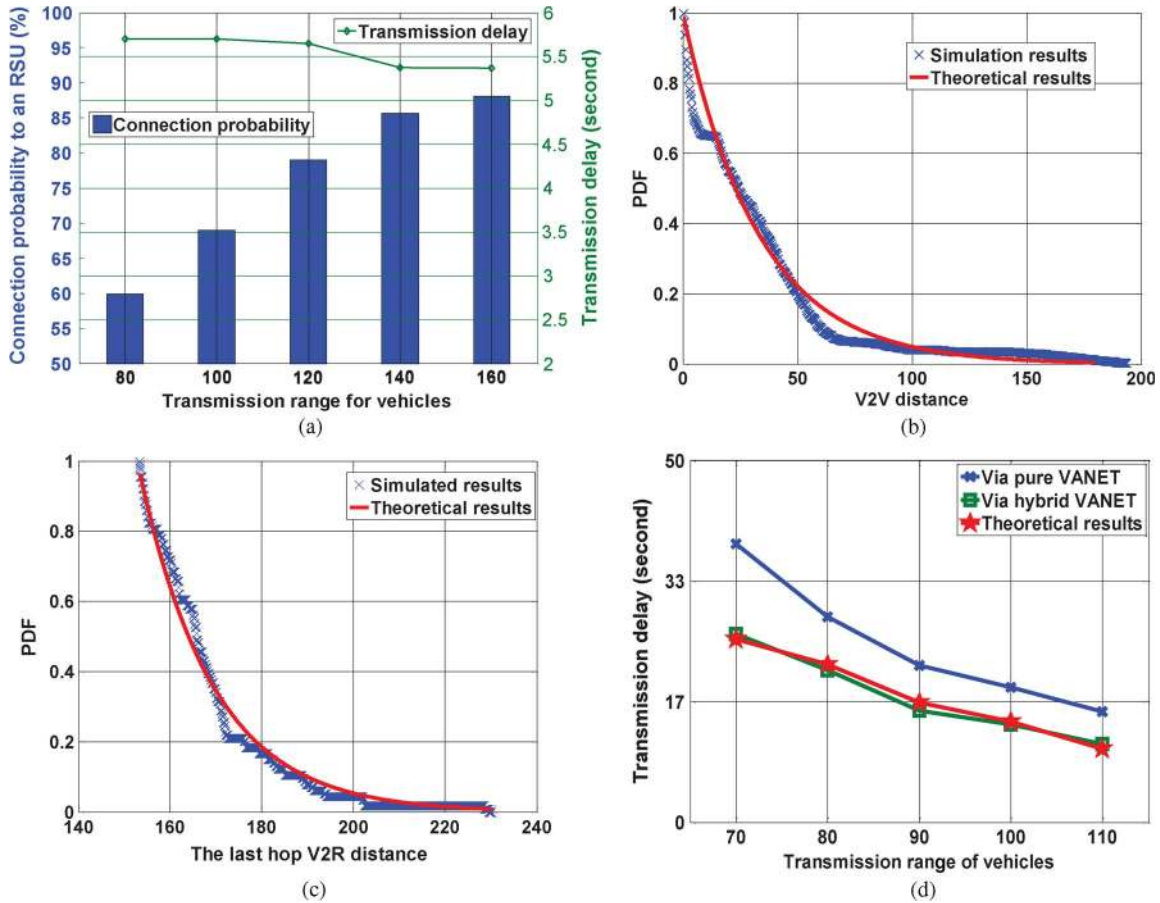 Connection probability to an RSU (%)
100
95
90
85
80
75
70
65
60
55
50
Transmission delay
Connection probability
6
5.5
5
4.5
4
3.5
3
2.5
2
Transmission delay (second)
80 100 120 140 160
Transmission range for vehicles
(a)
PDF
1
0.8
0.6
0.4
0.2
0
Simulation results
Theoretical results
0 50 100 150 200
V2V distance
(b)
PDF
1
0.8
0.6
0.4
0.2
0
Simulated results
Theoretical results
140 160 180 200 220 240
The last hop V2R distance
(c)
Transmission delay (second)
50
33
17
0
Via pure VANET
Via hybrid VANET
Theoretical results
70 80 90 100 110
Transmission range of vehicles
(d)